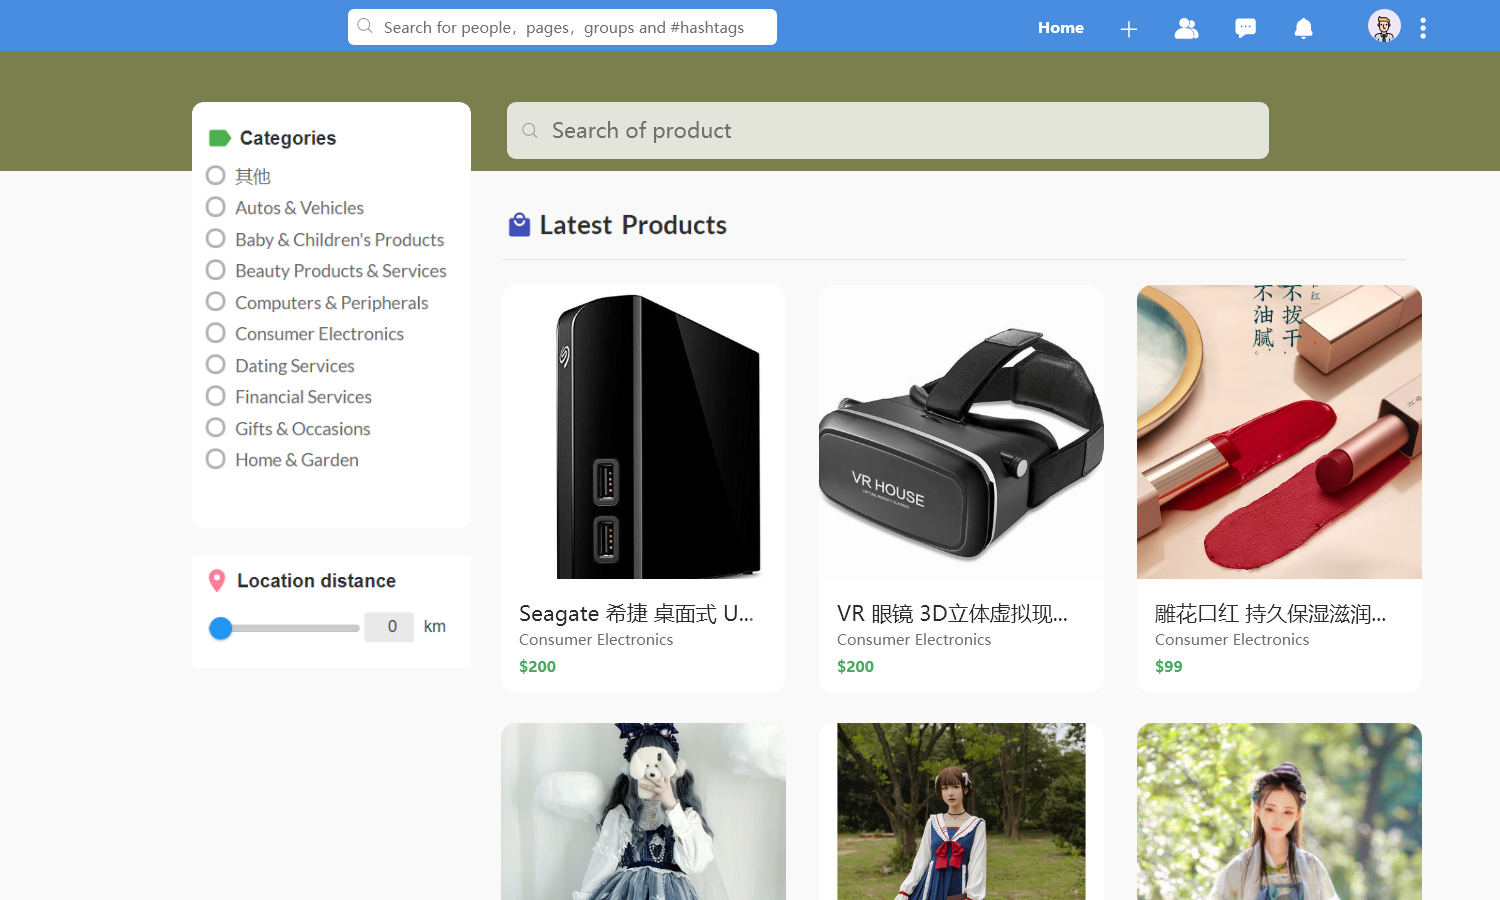 Search for people, pages, groups and #hashtags
Home
Categories
Search of product
其他
Autos & Vehicles
Baby & Children's Products
Beauty Products & Services
Computers & Peripherals
Consumer Electronics
Dating Services
Financial Services
Gifts & Occasions
Home & Garden
Latest Products
不拔干
不油腻
VR HOUSE
Location distance
0 km
Seagate 希捷 桌面式 U...
Consumer Electronics
$200
VR 眼镜 3D立体虚拟现...
Consumer Electronics
$200
雕花口红 持久保湿滋润...
Consumer Electronics
$99